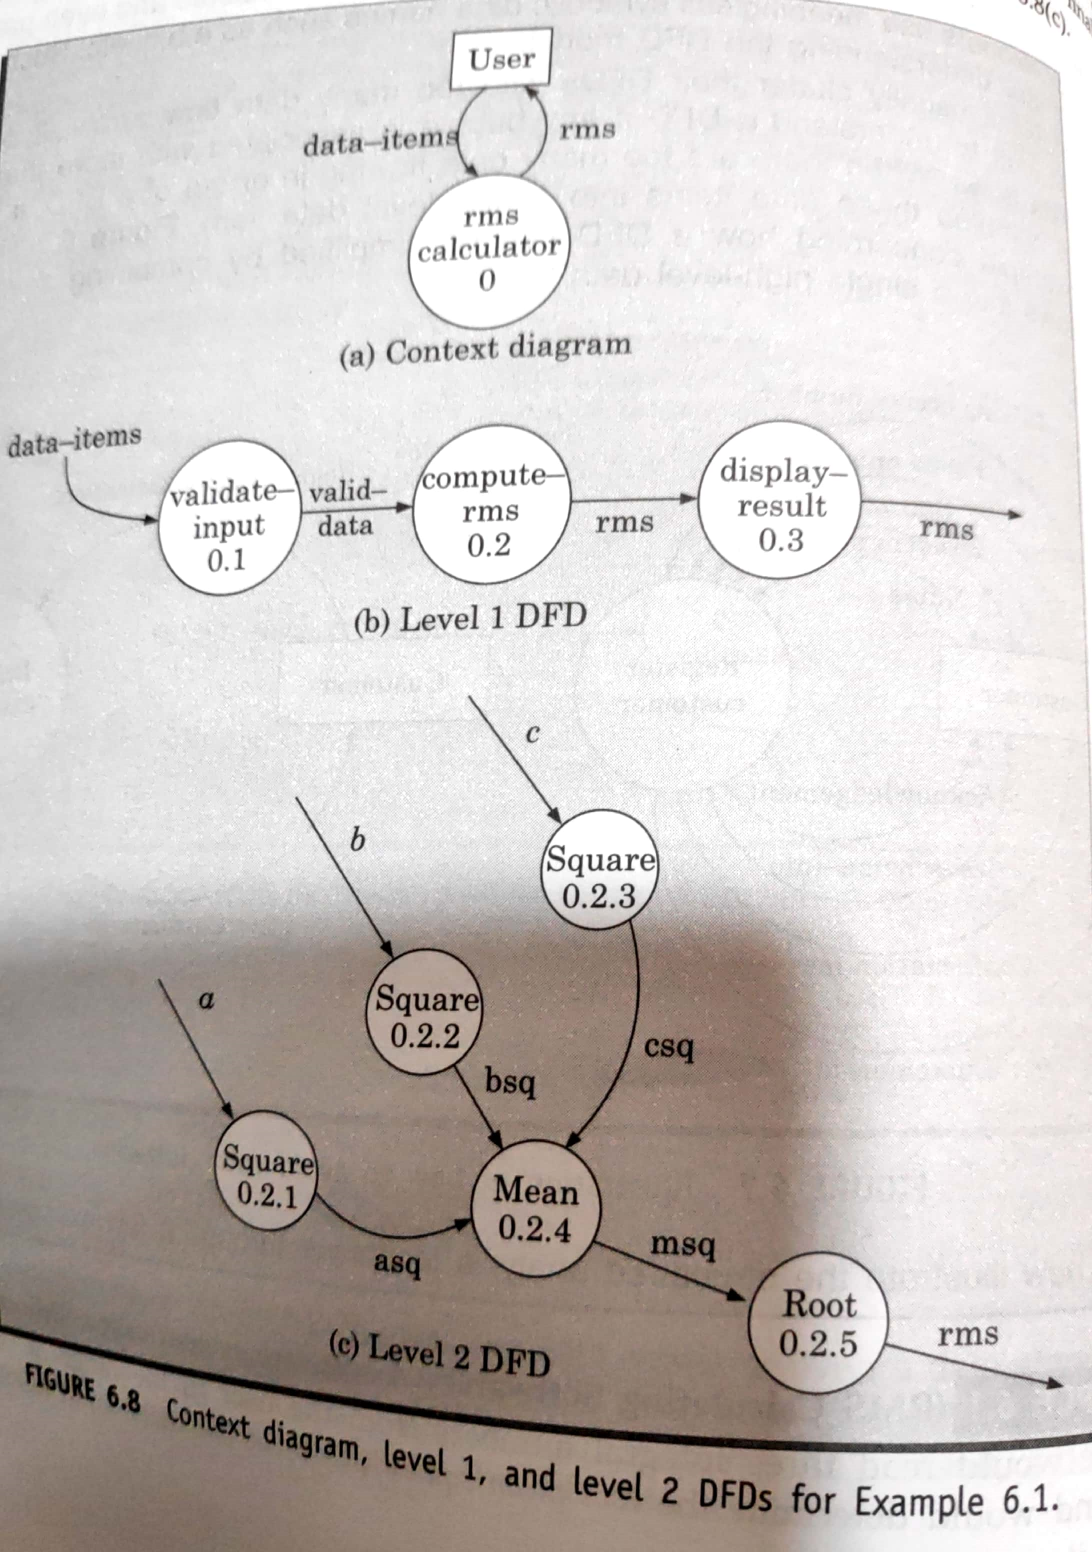 .8(c).
User
data–items
rms
rms
calculator
0
(a) Context diagram
data–items
validate–
input
0.1
valid–
data
compute–
rms
0.2
rms
display–
result
0.3
rms
(b) Level 1 DFD
c
b
Square
0.2.3
a
Square
0.2.2
csq
bsq
Square
0.2.1
Mean
0.2.4
asq
msq
Root
0.2.5
rms
(c) Level 2 DFD
FIGURE 6.8 Context diagram, level 1, and level 2 DFDs for Example 6.1.